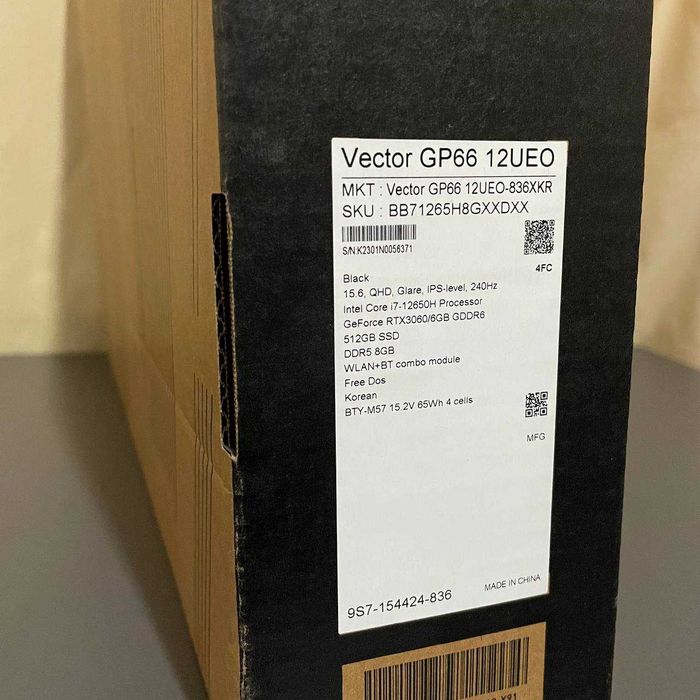 Vector GP66 12UEO
MKT : Vector GP66 12UEO-836XKR
SKU : BB71265H8GXXDXX
S/N:K2301N0056371
4FC
Black
15.6, QHD, Glare, IPS-level, 240Hz
Intel Core i7-12650H Processor
GeForce RTX3060/6GB GDDR6
512GB SSD
DDR5 8GB
WLAN+BT combo module
Free Dos
Korean
BTY-M57 15.2V 65Wh 4 cells
MFG
9S7-154424-836
MADE IN CHINA